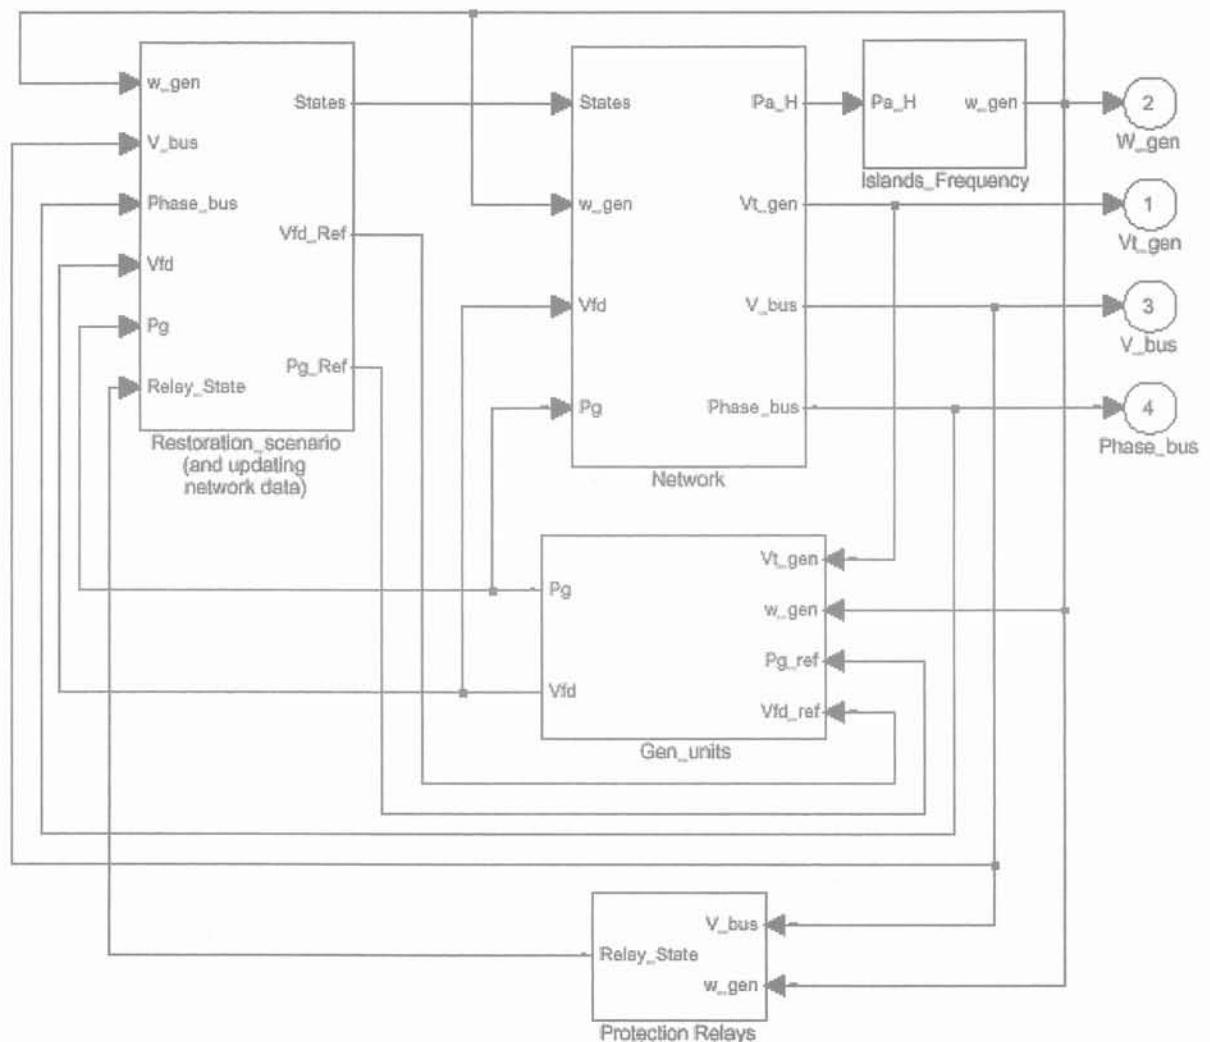 w_gen
V_bus
Phase_bus
Vfd
Pg
Relay_State
States
Vfd_Ref
Pg_Ref
Restoration_scenario
(and updating
network data)
States
w_gen
Vfd
Pg
Pa_H
Vt_gen
V_bus
Phase_bus
Network
Pa_H
w_gen
Islands_Frequency
2
W_gen
1
Vt_gen
3
V_bus
4
Phase_bus
Pg
Vfd
Vt_gen
w_gen
Pg_ref
Vfd_ref
Gen_units
Relay_State
V_bus
w_gen
Protection Relays